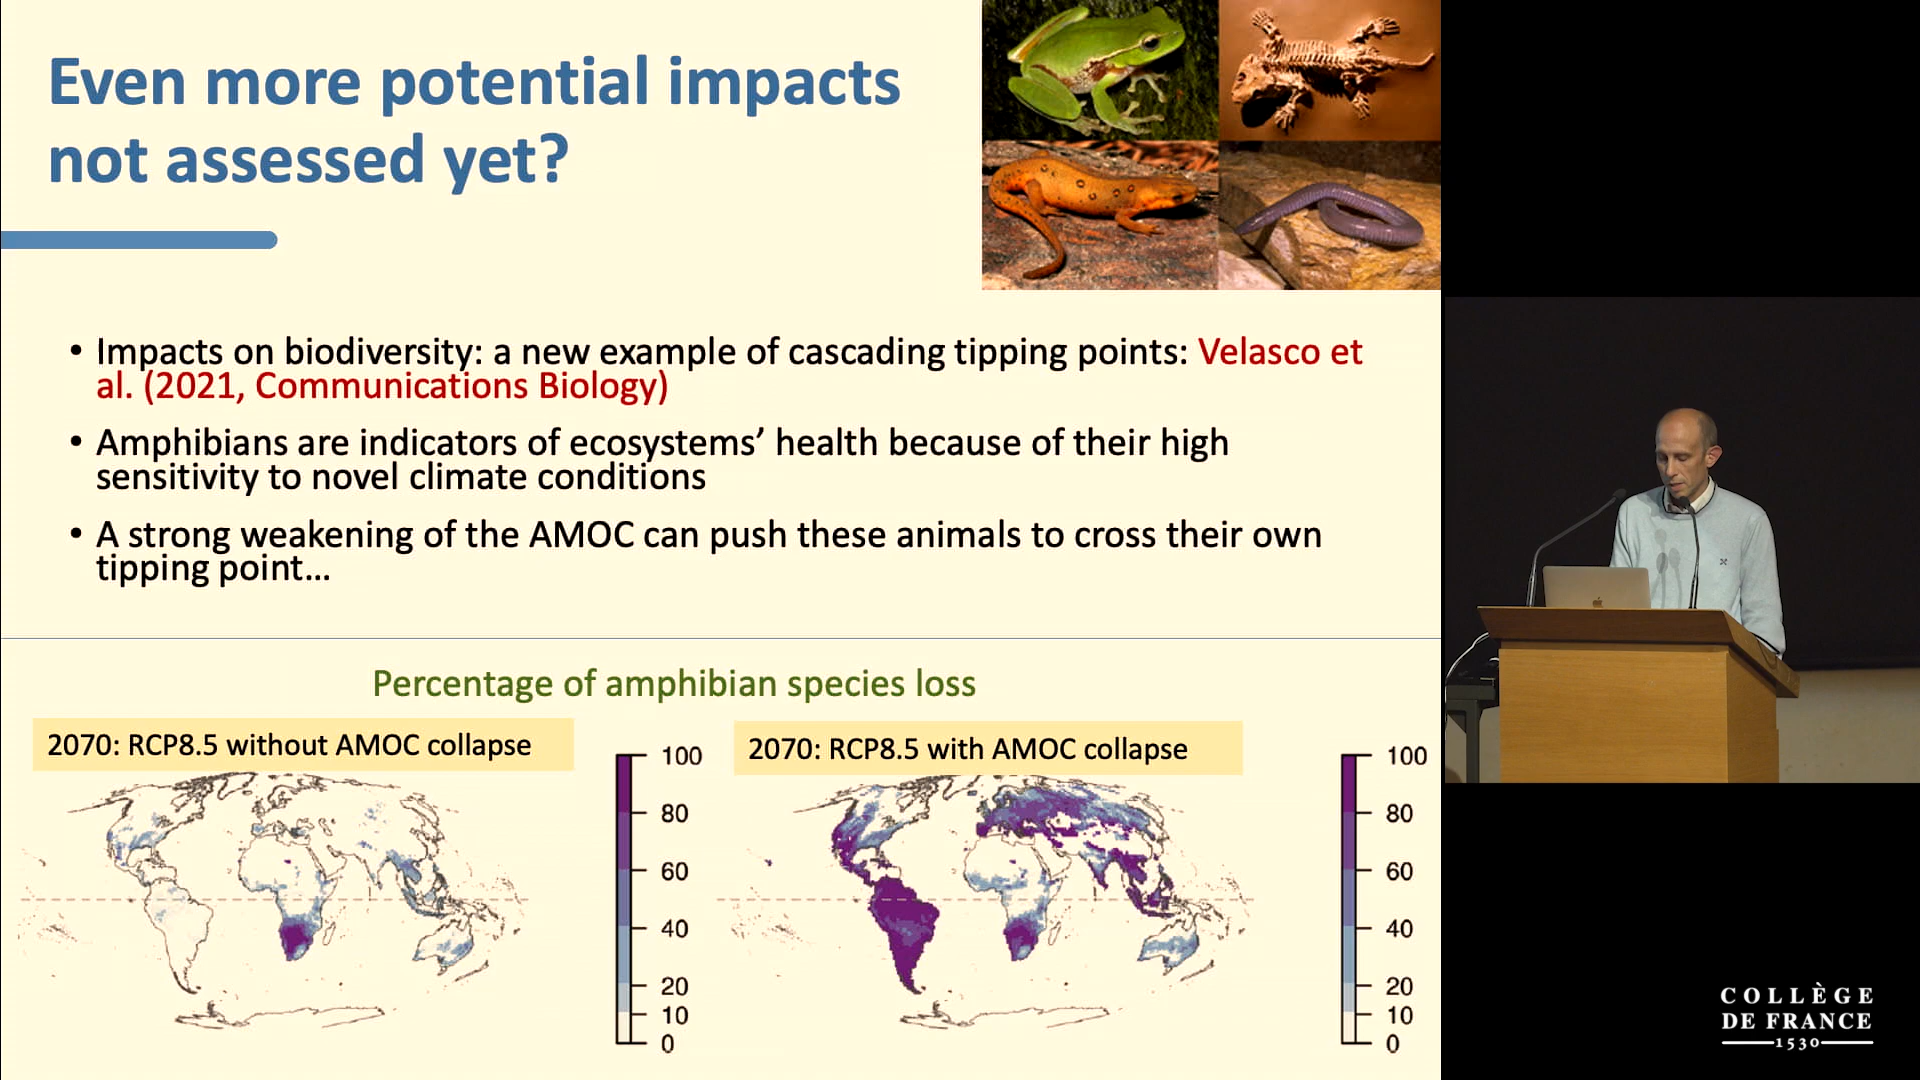 Even more potential impacts
not assessed yet?
• Impacts on biodiversity: a new example of cascading tipping points: Velasco et
al. (2021, Communications Biology)
• Amphibians are indicators of ecosystems’ health because of their high
sensitivity to novel climate conditions
• A strong weakening of the AMOC can push these animals to cross their own
tipping point...
Percentage of amphibian species loss
2070: RCP8.5 without AMOC collapse
100
80
60
40
20
10
0
2070: RCP8.5 with AMOC collapse
100
80
60
40
20
10
0
COLLÈGE
DE FRANCE
1530